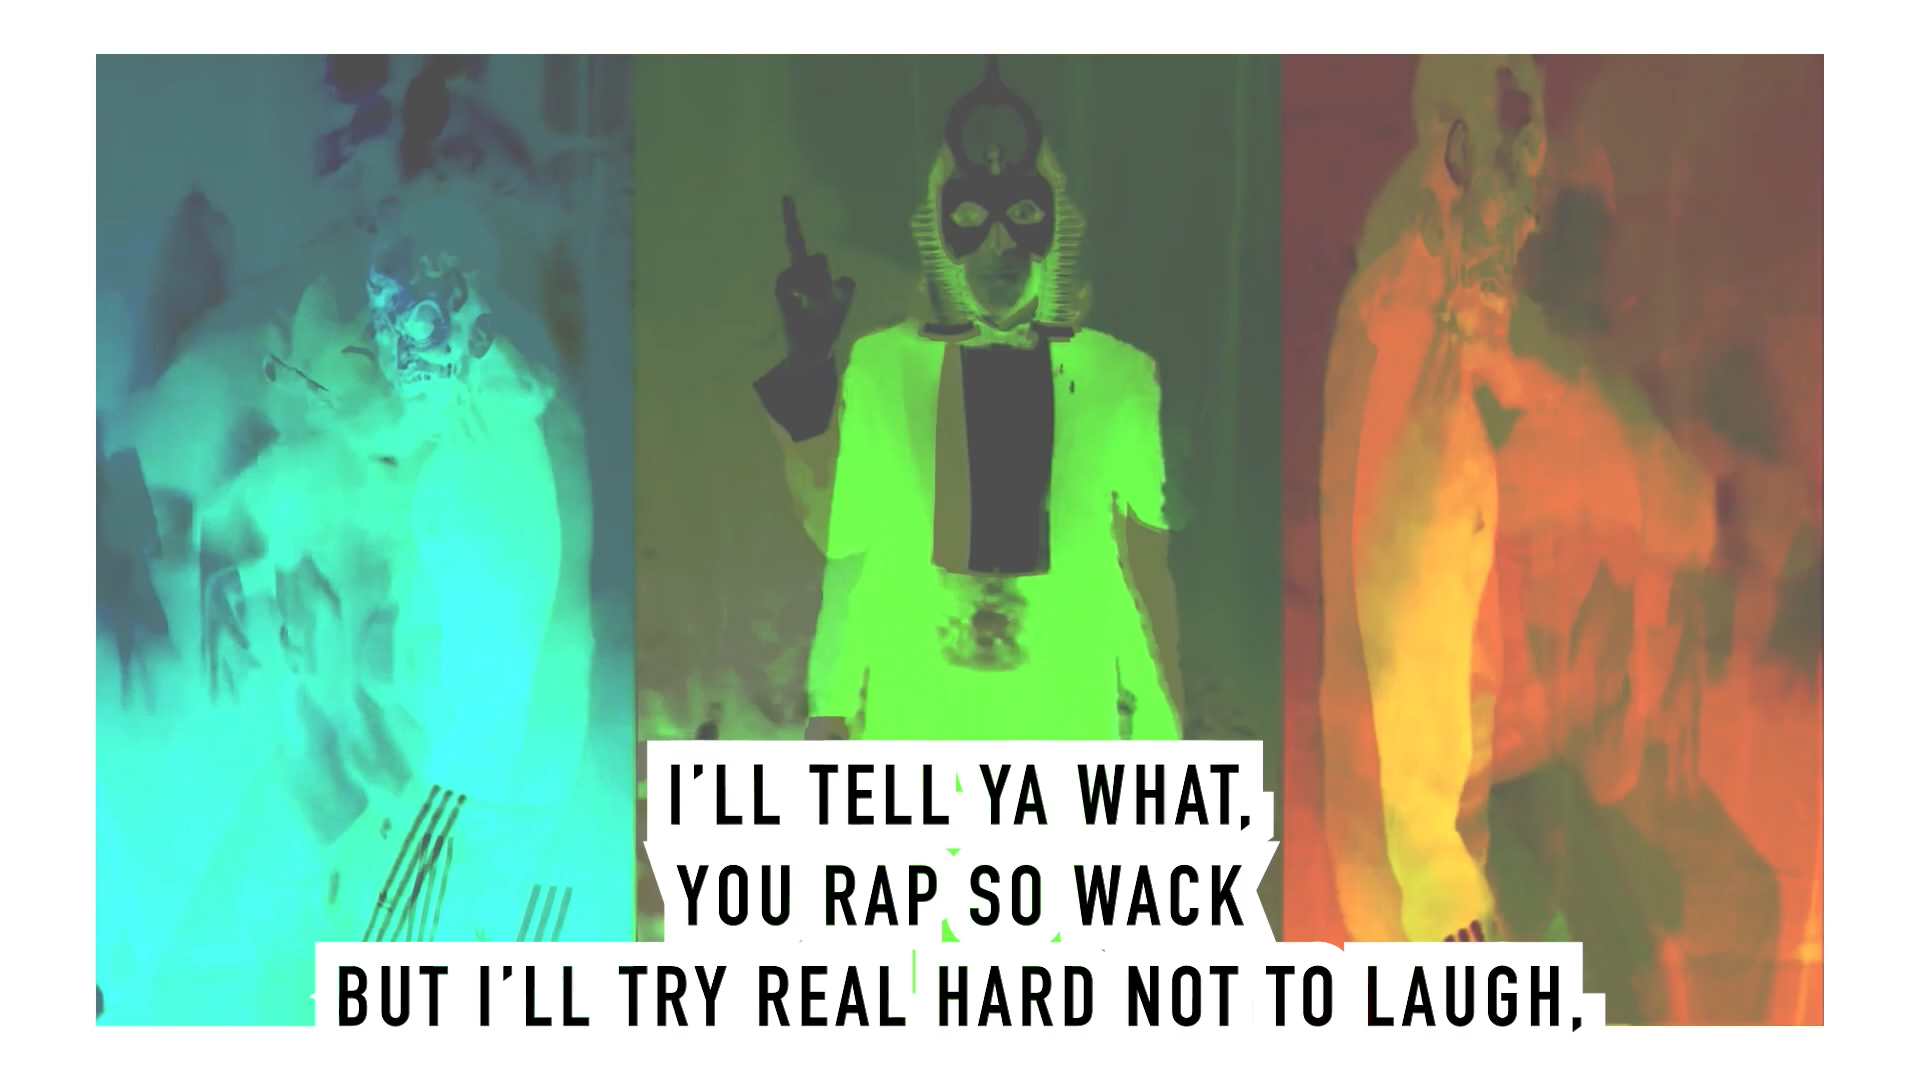 I'LL TELL YA WHAT,
YOU RAP SO WACK
BUT I'LL TRY REAL HARD NOT TO LAUGH,